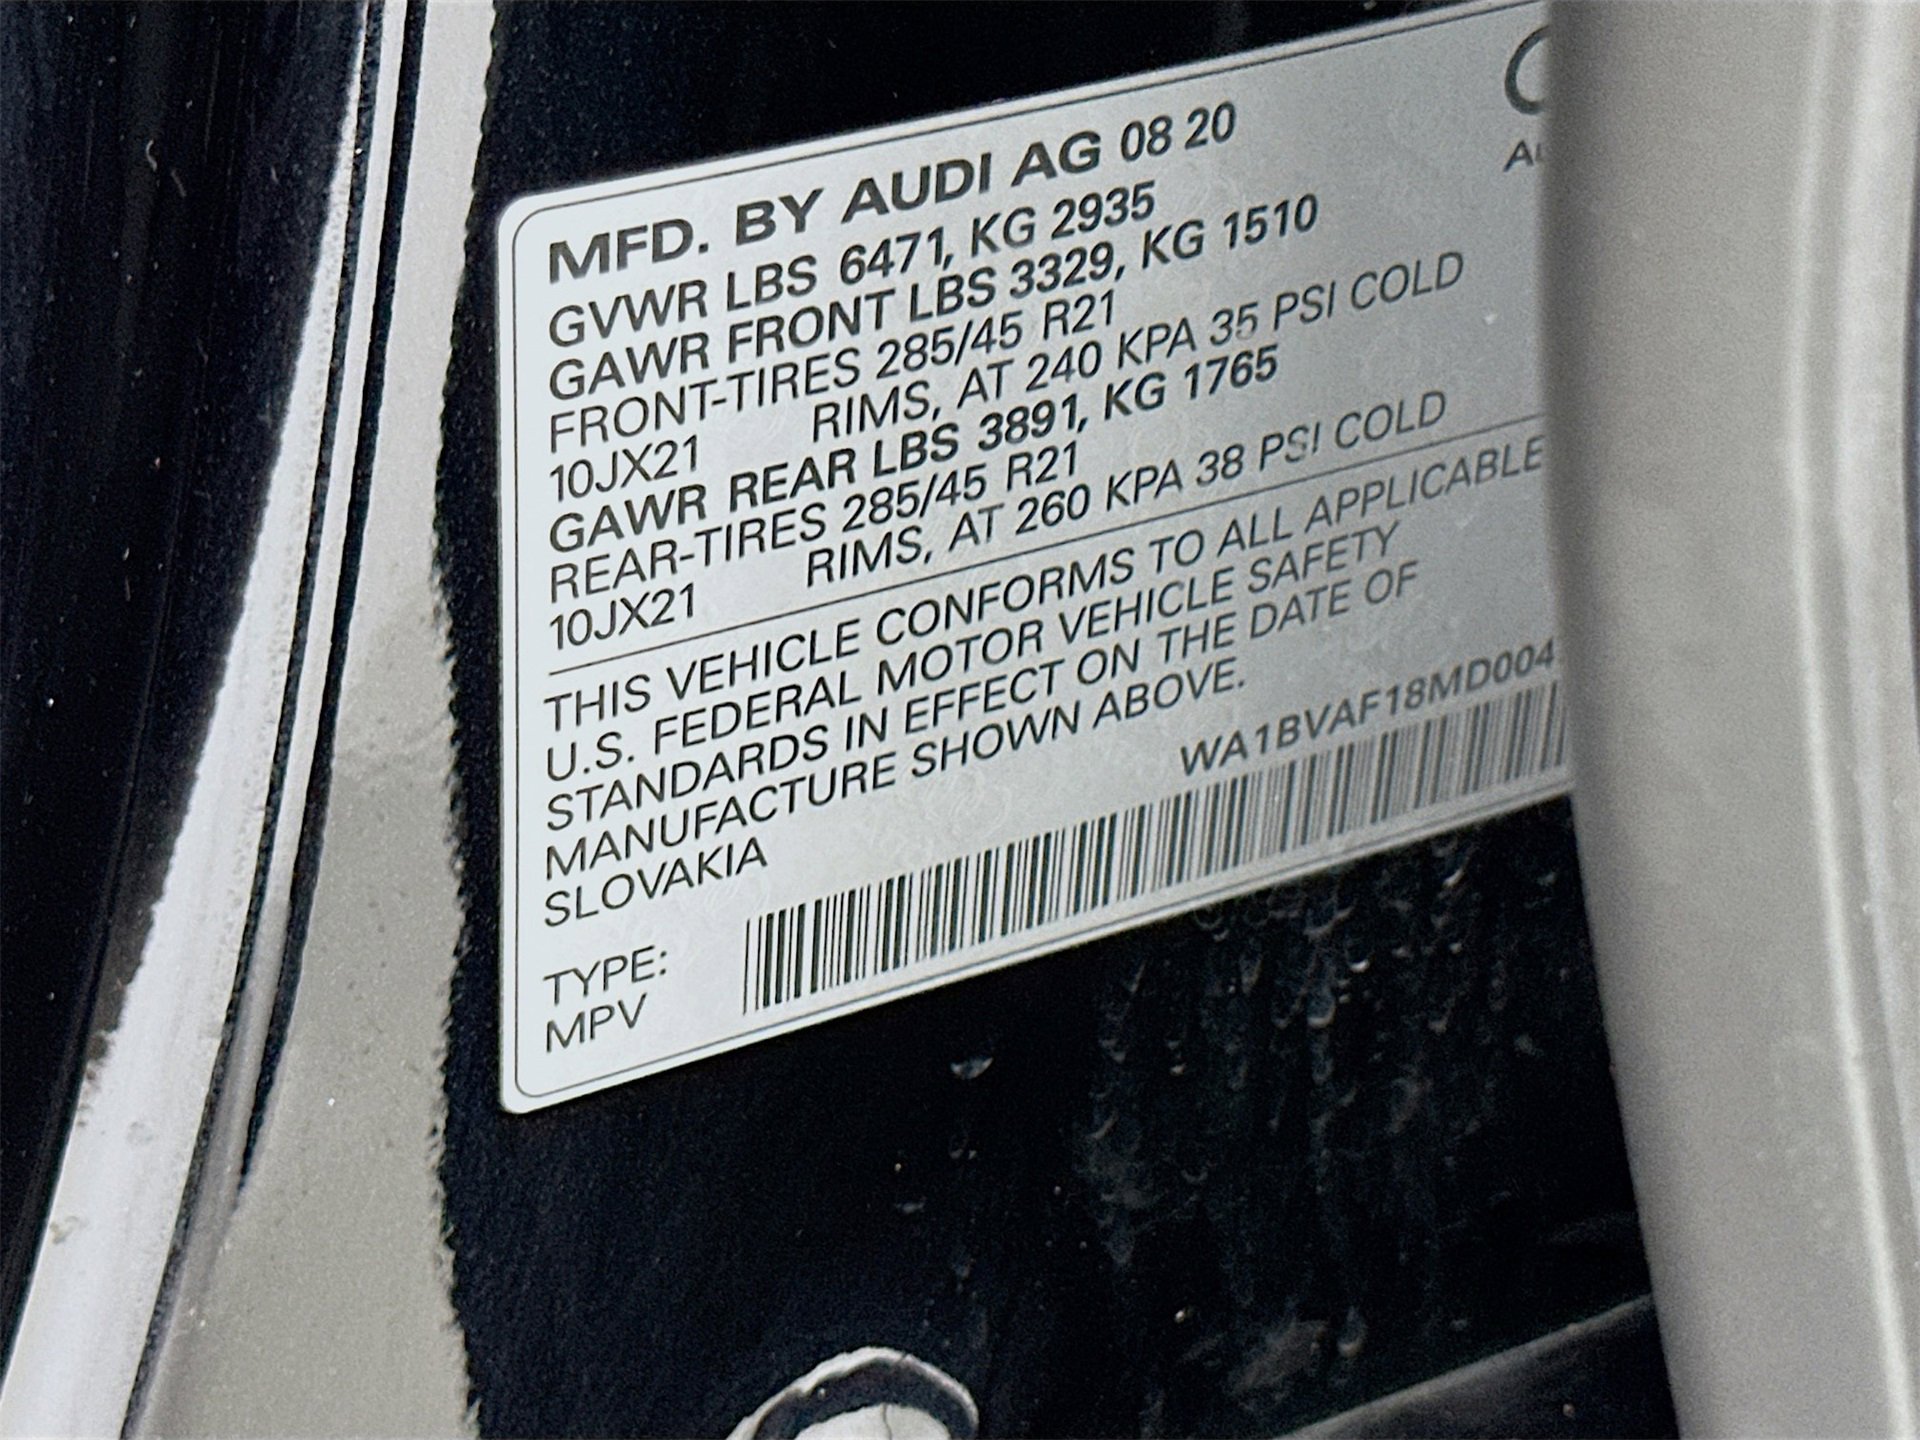 MFD. BY AUDI AG 08 20
GVWR LBS 6471, KG 2935
GAWR FRONT LBS 3329, KG 1510
FRONT-TIRES 285/45 R21
10JX21 RIMS, AT 240 KPA 35 PSI COLD
GAWR REAR LBS 3891, KG 1765
REAR-TIRES 285/45 R21
10JX21 RIMS, AT 260 KPA 38 PSI COLD
THIS VEHICLE CONFORMS TO ALL APPLICABLE
U.S. FEDERAL MOTOR VEHICLE SAFETY
STANDARDS IN EFFECT ON THE DATE OF
MANUFACTURE SHOWN ABOVE.
SLOVAKIA
WA1BVAF18MD004
TYPE:
MPV